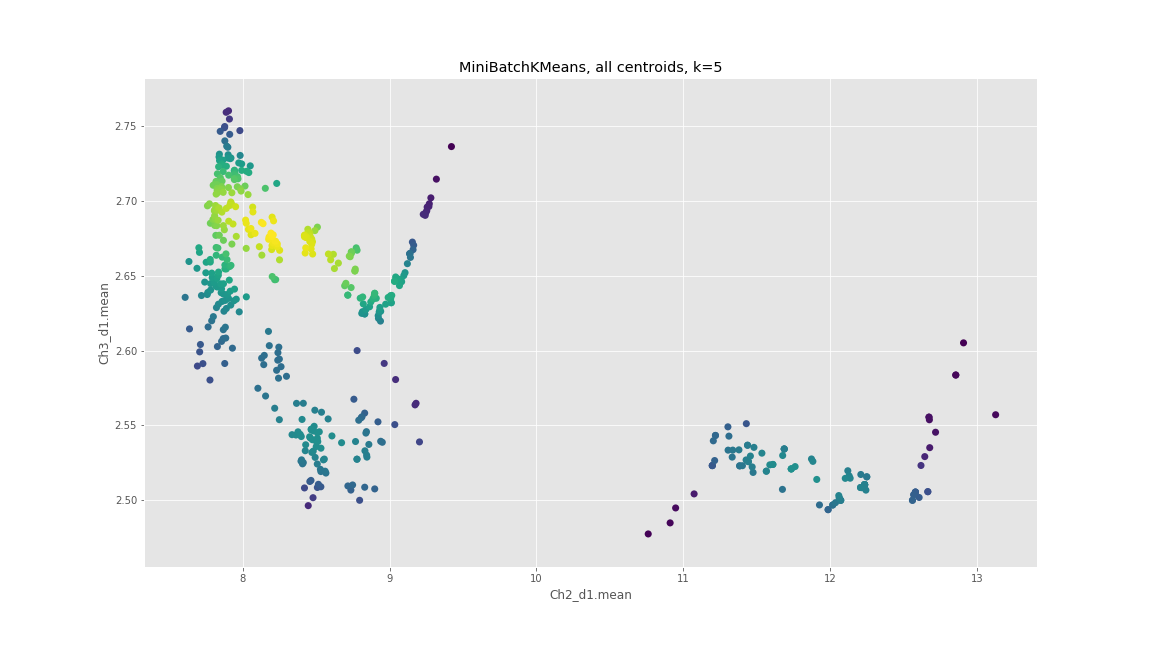 MiniBatchKMeans, all centroids, k=5
2.75
2.70
2.65
2.60
2.55
2.50
Ch3_d1.mean
8 9 10 11 12 13
Ch2_d1.mean